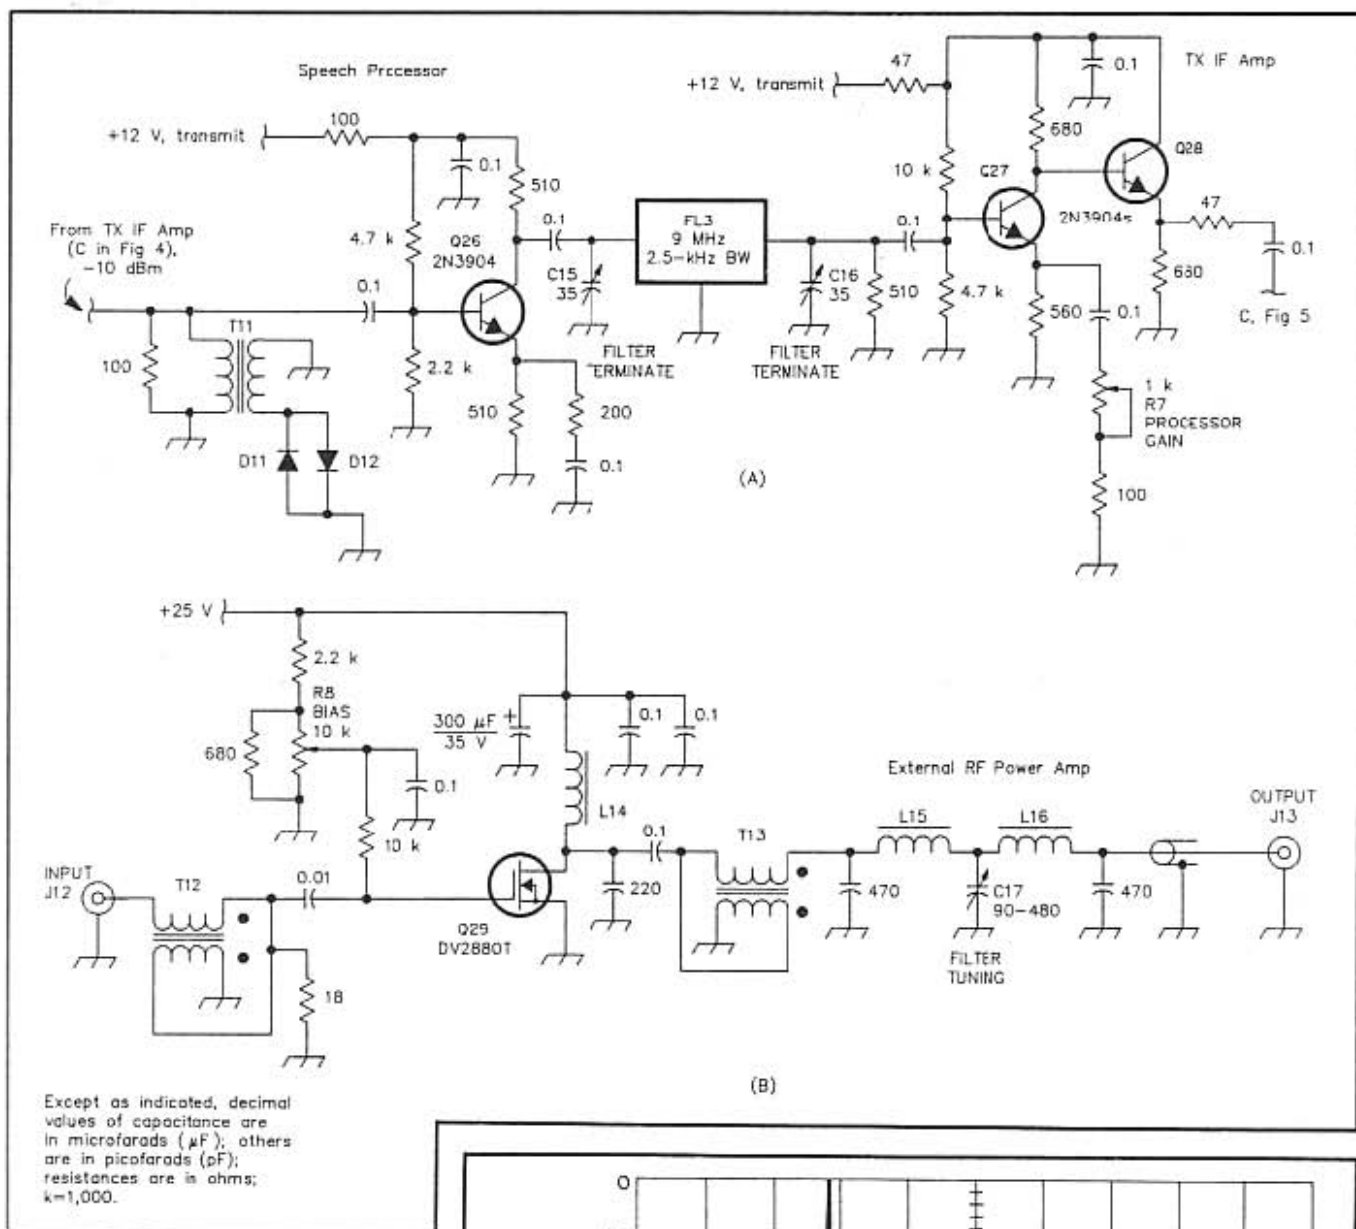 Speech Prccessor
+12 V, transmit
100
0.1
510
4.7 k
Q26
2N3904
0.1
From TX IF Amp
(C in Fig 4),
-10 dBm
0.1
T11
100
2.2 k
510
200
0.1
D11
D12
C15
35
FILTER
ERMINATE
FL3
9 MHz
2.5-kHz BW
C16
35
FILTER
TERMINATE
510
0.1
+12 V, transmit
47
TX IF Amp
0.1
680
10 k
Q27
Q28
2N3904s
47
0.1
4.7 k
560
0.1
680
C, Fig 5
1 k
R7
PROCESSOR
GAIN
100
(A)
+25 V
2.2 k
R8
BIAS
10 k
680
0.1
10 k
300 µF
35 V
+
0.1
0.1
L14
External RF Power Amp
INPUT
J12
T12
0.01
18
Q29
DV2880T
220
0.1
T13
470
L15
L16
C17
90-480
FILTER
TUNING
470
OUTPUT
J13
(B)
Except as indicated, decimal
values of capacitance are
in microfarads (µF); others
are in picofarads (pF);
resistances are in ohms;
k=1,000.
0